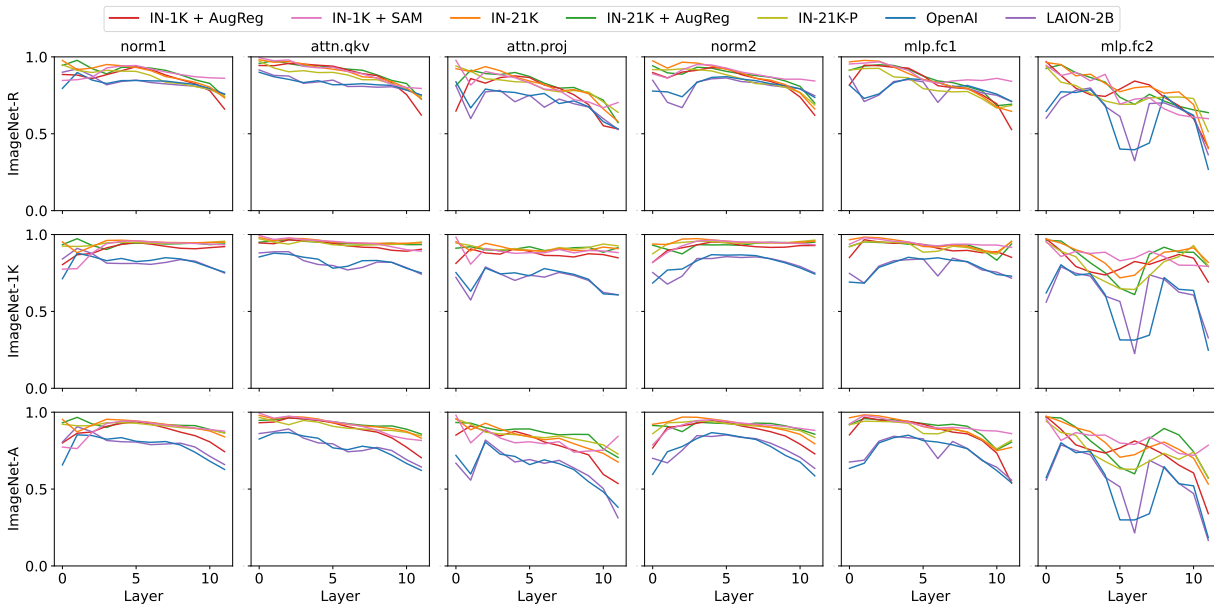 IN-1K + AugReg IN-1K + SAM IN-21K IN-21K + AugReg IN-21K-P OpenAI LAION-2B
norm1 attn.qkv attn.proj norm2 mlp.fc1 mlp.fc2
1.0
0.5
0.0
ImageNet-R
1.0
0.5
0.0
ImageNet-1K
1.0
0.5
0.0
ImageNet-A
0 5 10 0 5 10 0 5 10 0 5 10 0 5 10 0 5 10
Layer Layer Layer Layer Layer Layer